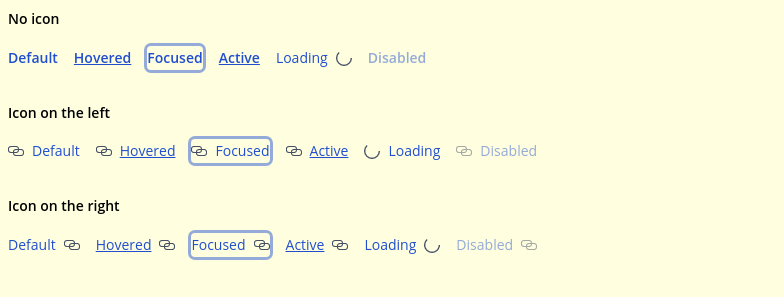 No icon
Default Hovered Focused Active Loading Disabled
Icon on the left
Default Hovered Focused Active Loading Disabled
Icon on the right
Default Hovered Focused Active Loading Disabled